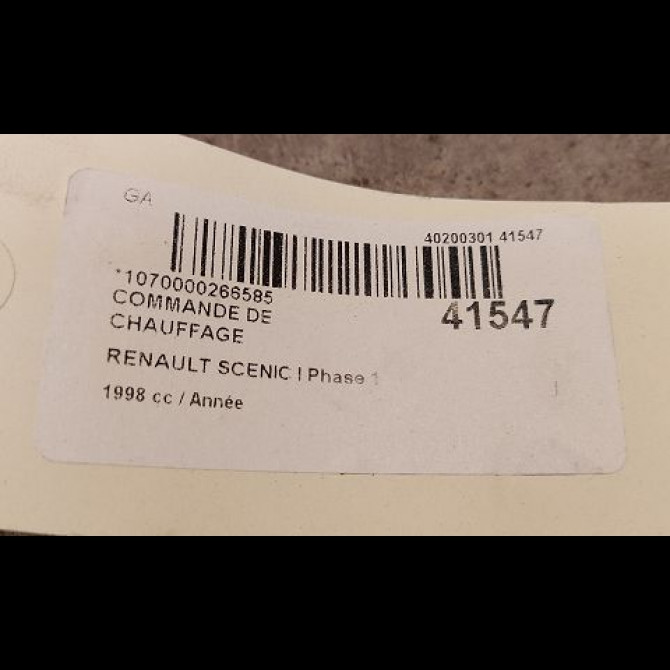 GA
40200301 41547
*1070000266585
41547
COMMANDE DE
CHAUFFAGE
RENAULT SCENIC I Phase 1
1998 cc / Année